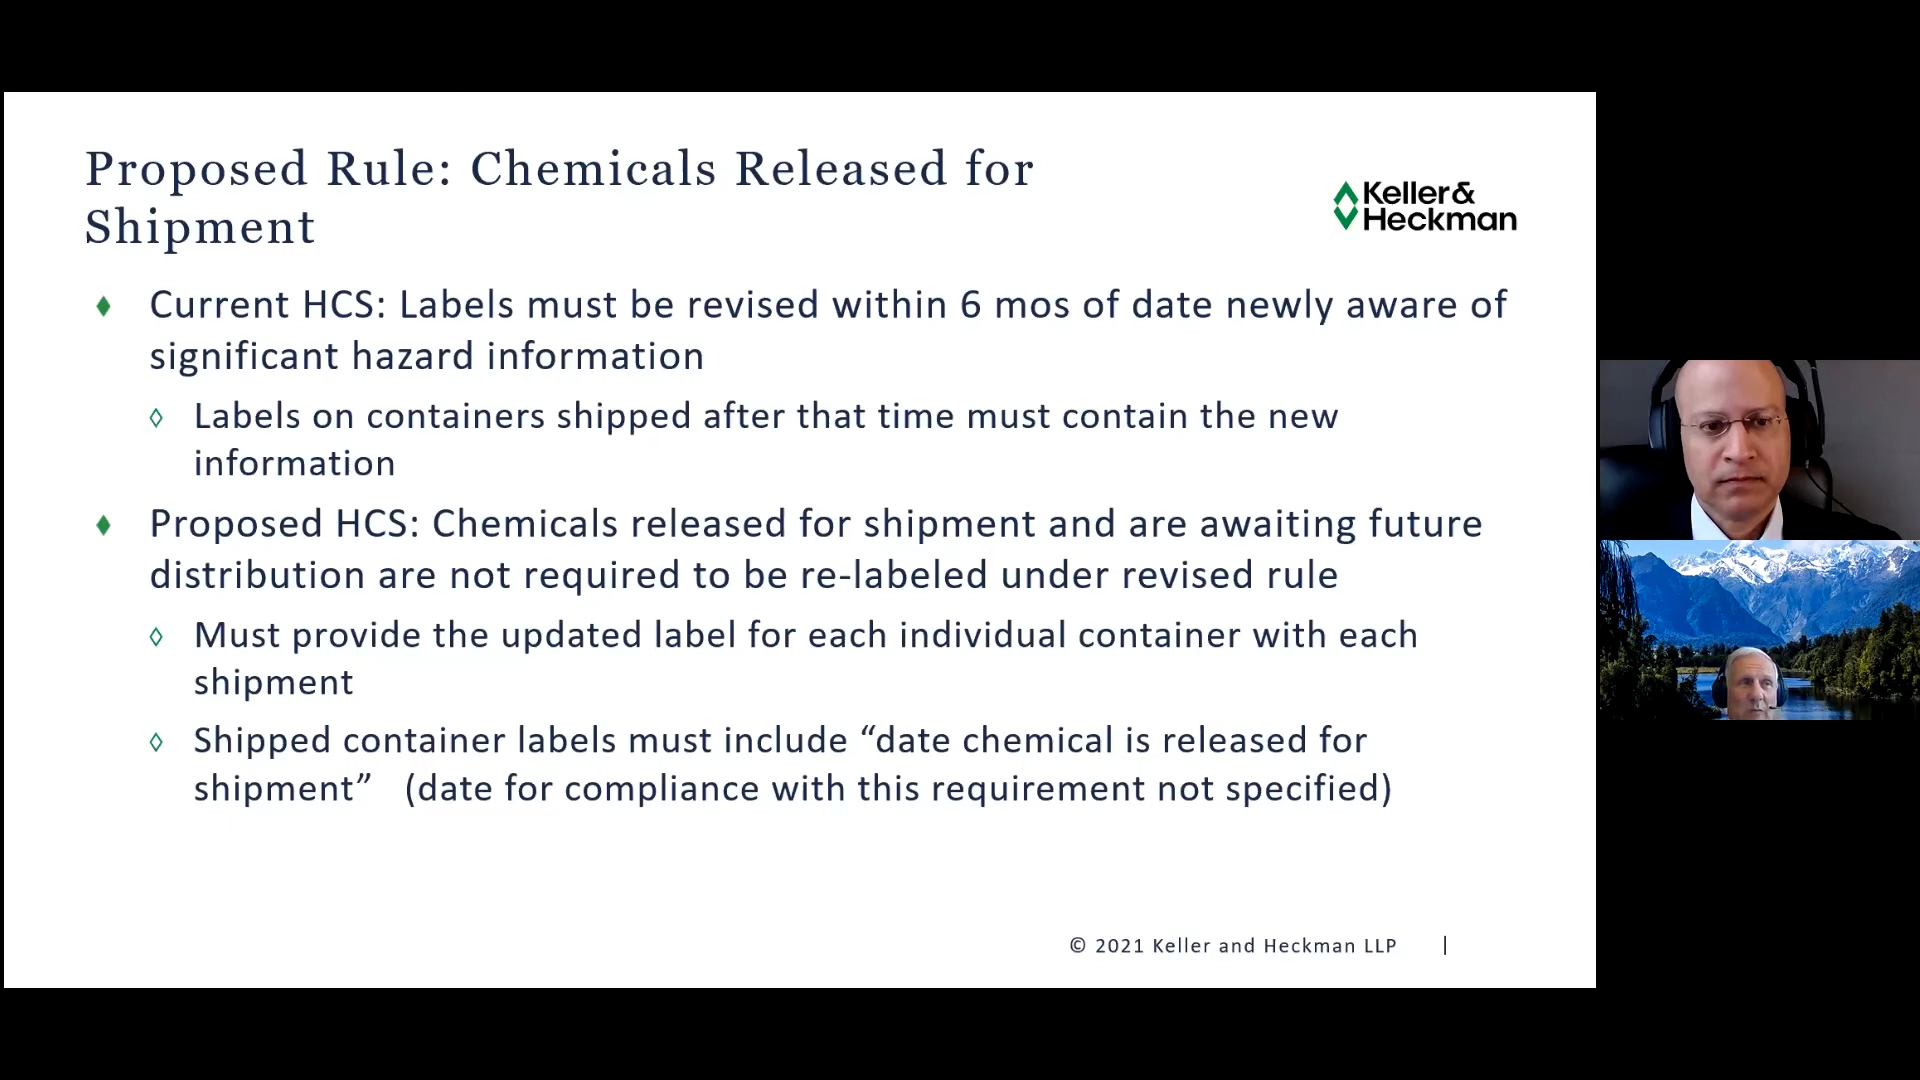 Proposed Rule: Chemicals Released for
Shipment
Keller&
Heckman
Current HCS: Labels must be revised within 6 mos of date newly aware of
significant hazard information
Labels on containers shipped after that time must contain the new
information
Proposed HCS: Chemicals released for shipment and are awaiting future
distribution are not required to be re-labeled under revised rule
Must provide the updated label for each individual container with each
shipment
Shipped container labels must include “date chemical is released for
shipment” (date for compliance with this requirement not specified)
© 2021 Keller and Heckman LLP |